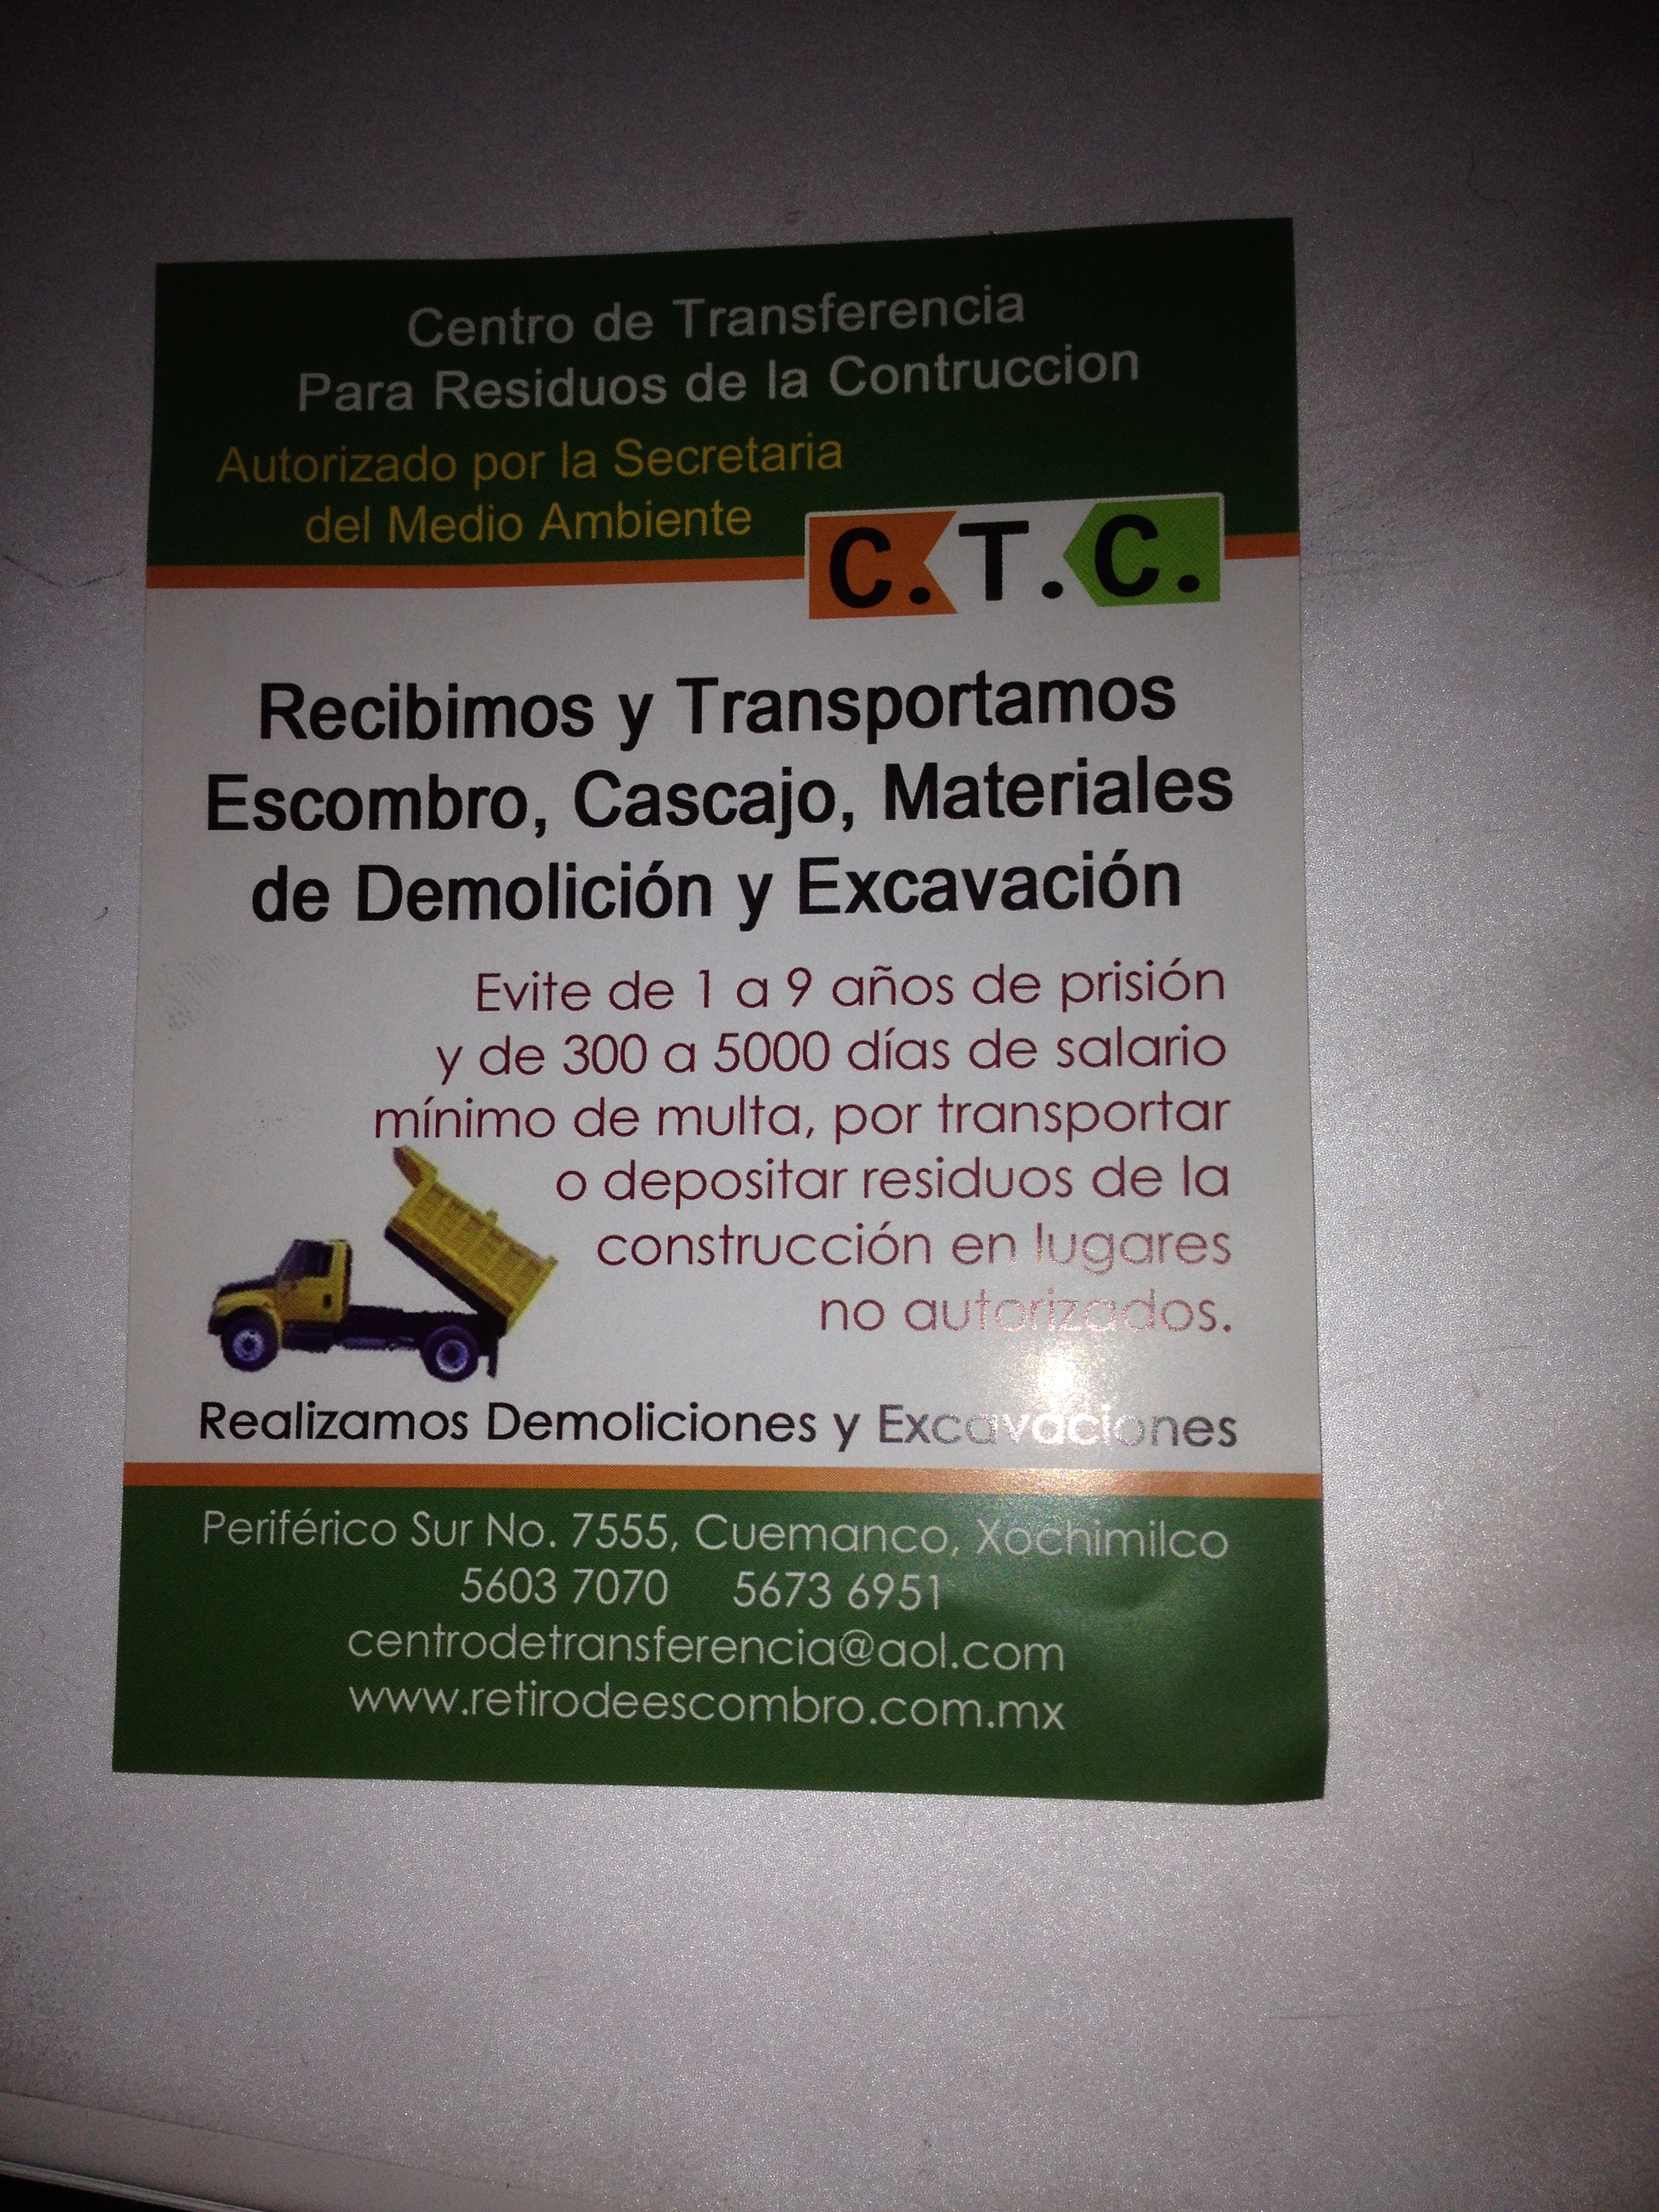 Centro de Transferencia
Para Residuos de la Contruccion
Autorizado por la Secretaria
del Medio Ambiente
C.T.C.
Recibimos y Transportamos
Escombro, Cascajo, Materiales
de Demolición y Excavación
Evite de 1 a 9 años de prisión
y de 300 a 5000 días de salario
mínimo de multa, por transportar
o depositar residuos de la
construcción en lugares
no autorizados.
Realizamos Demoliciones y Excavaciones
Periférico Sur No. 7555, Cuemanco, Xochimilco
5603 7070 5673 6951
centrodetransferencia@aol.com
www.retirodeescombro.com.mx